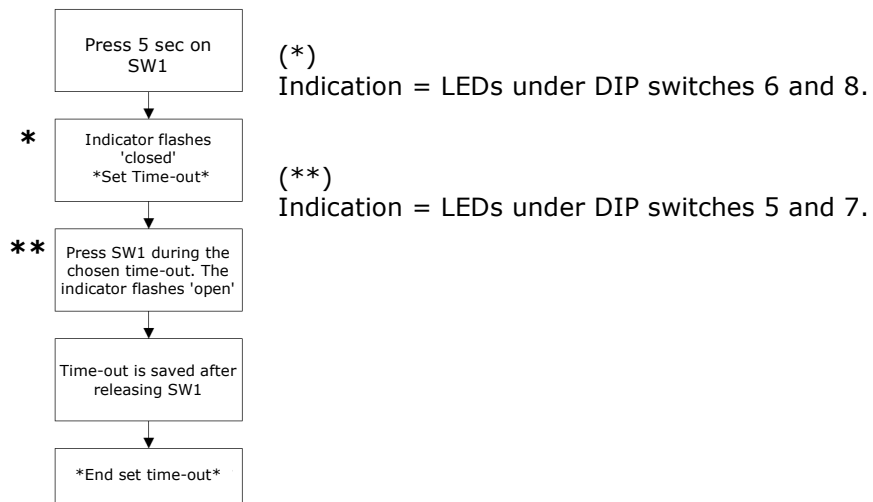 Press 5 sec on
SW1
(*)
Indication = LEDs under DIP switches 6 and 8.
*
Indicator flashes
'closed'
*Set Time-out*
(**)
Indication = LEDs under DIP switches 5 and 7.
**
Press SW1 during the
chosen time-out. The
indicator flashes 'open'
Time-out is saved after
releasing SW1
*End set time-out*